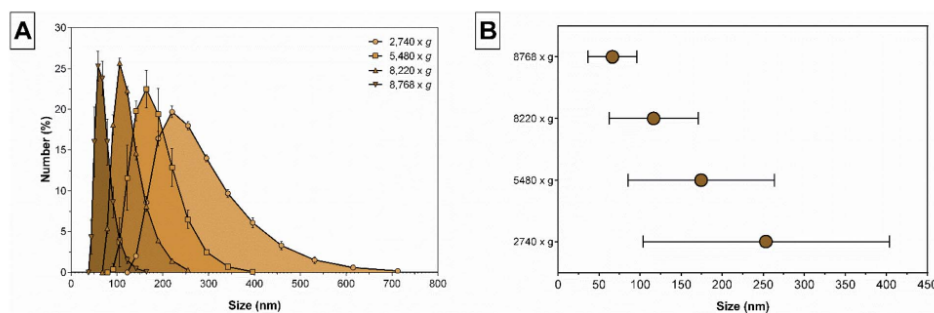 A
30
25
20
15
10
5
0
Number (%)
2,740 x g
5,480 x g
8,220 x g
8,768 x g
0 100 200 300 400 500 600 700 800
Size (nm)
B
8768 x g
8220 x g
5480 x g
2740 x g
0 50 100 150 200 250 300 350 400 450
Size (nm)